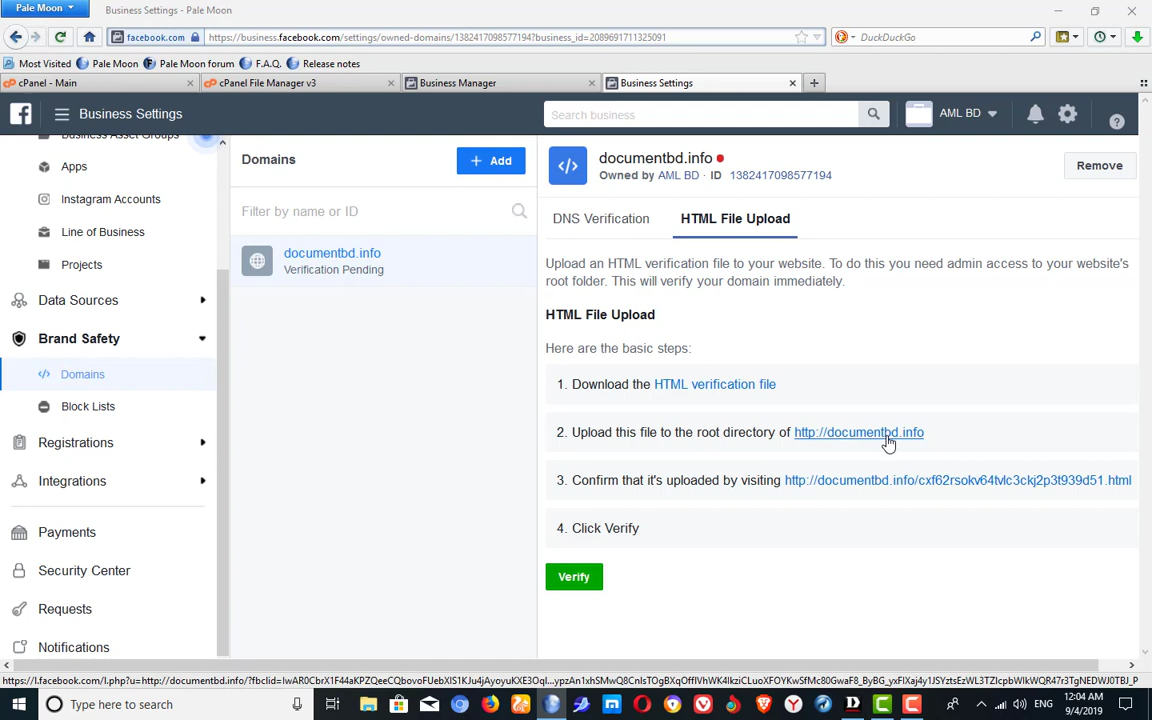 Pale Moon
Business Settings - Pale Moon
facebook.com
https://business.facebook.com/settings/owned-domains/1382417098577194?business_id=2089691711325091
DuckDuckGo
Most Visited
Pale Moon
Pale Moon forum
F.A.Q.
Release notes
cPanel - Main
cPanel File Manager v3
Business Manager
Business Settings
Business Settings
Search business
AML BD
Business Asset Groups
Apps
Instagram Accounts
Line of Business
Projects
Data Sources
Brand Safety
Domains
Block Lists
Registrations
Integrations
Payments
Security Center
Requests
Notifications
Domains
+ Add
Filter by name or ID
documentbd.info
Verification Pending
documentbd.info
Owned by AML BD · ID 1382417098577194
Remove
DNS Verification
HTML File Upload
Upload an HTML verification file to your website. To do this you need admin access to your website's
root folder. This will verify your domain immediately.
HTML File Upload
Here are the basic steps:
1. Download the HTML verification file
2. Upload this file to the root directory of http://documentbd.info
3. Confirm that it's uploaded by visiting http://documentbd.info/cxf62rsokv64tvlc3ckj2p3t939d51.html
4. Click Verify
Verify
Type here to search
ENG
12:04 AM
9/4/2019